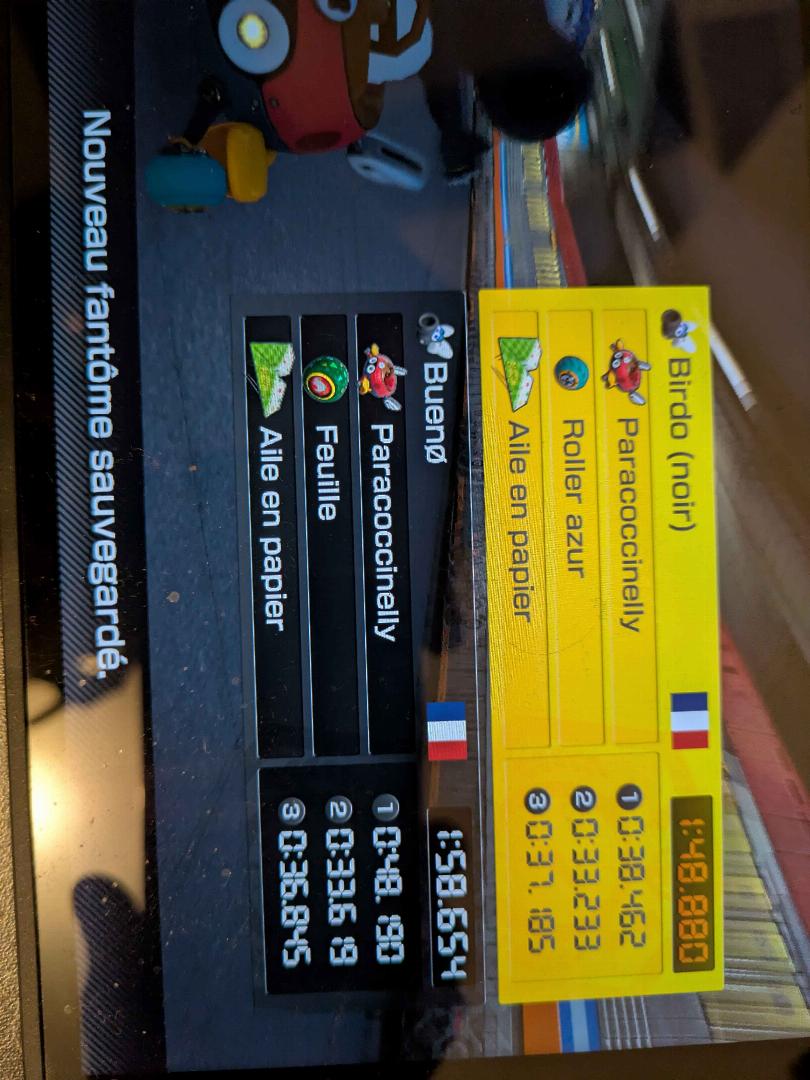 Birdo (noir) 1:48.880
Paracoccinelly 1 0:38.462
Roller azur 2 0:33.233
Aile en papier 3 0:37.185
Buenø 1:58.654
Paracoccinelly 1 0:48.190
Feuille 2 0:33.619
Aile en papier 3 0:36.845
Nouveau fantôme sauvegardé.